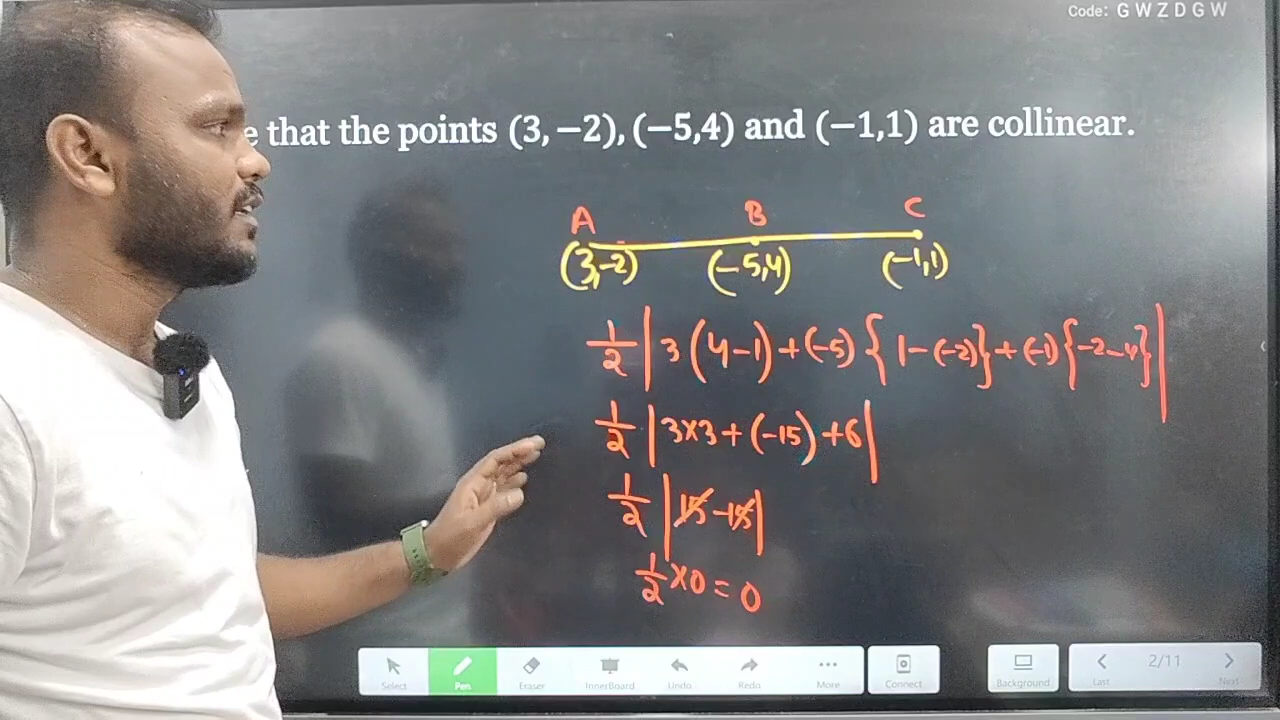 Code: G W Z D G W
e that the points (3, −2), (−5,4) and (−1,1) are collinear.
A B C
(3,-2) (-5,4) (-1,1)
1/2 | 3 (4-1) + (-5) { 1-(-2)} + (-1) {-2-4} |
1/2 | 3×3 + (-15) + 6 |
1/2 | 15 - 15 |
1/2 × 0 = 0
Select Pen Eraser InnerBoard Undo Redo More Connect Background Last 2/11 Next